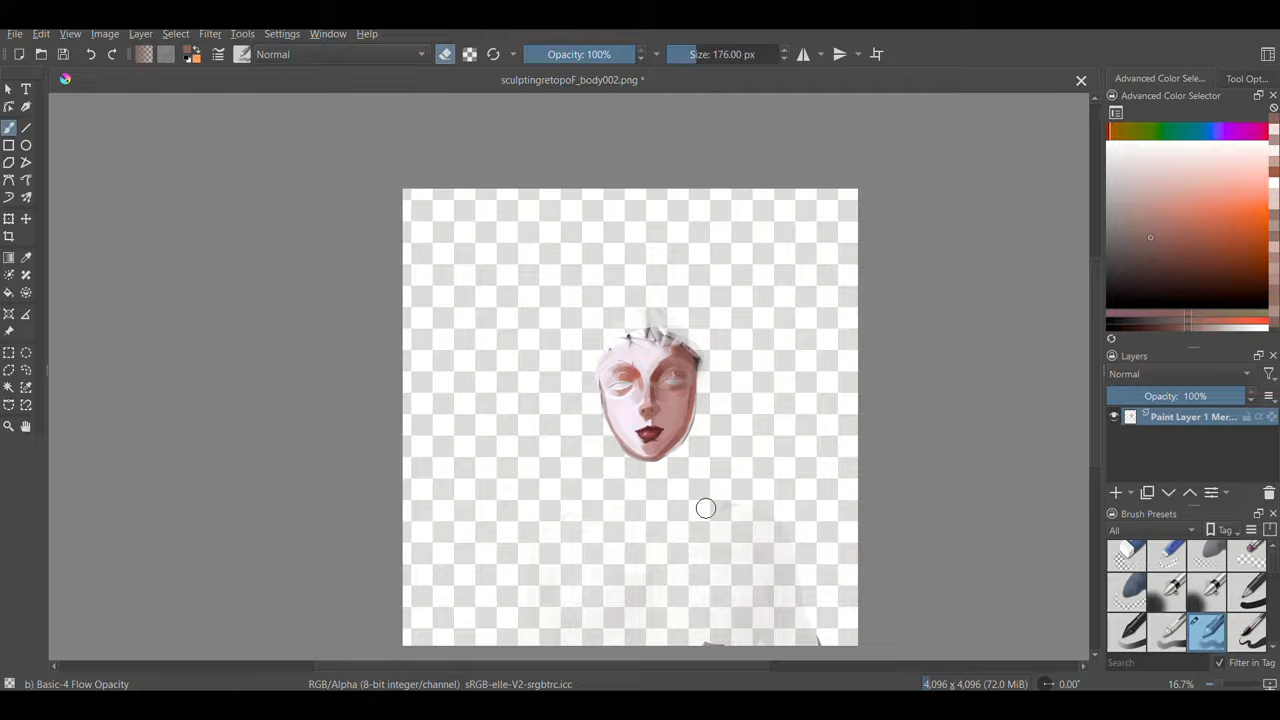 File Edit View Image Layer Select Filter Tools Settings Window Help
Normal Opacity: 100% Size: 176.00 px
sculptingretopoF_body002.png *
Advanced Color Sele... Tool Opt...
Advanced Color Selector
Layers
Normal
Opacity: 100%
Paint Layer 1 Mer...
Brush Presets
All Tag
Search Filter in Tag
b) Basic-4 Flow Opacity RGB/Alpha (8-bit integer/channel) sRGB-elle-V2-srgbtrc.icc 4,096 x 4,096 (72.0 MiB) 0.00° 16.7%